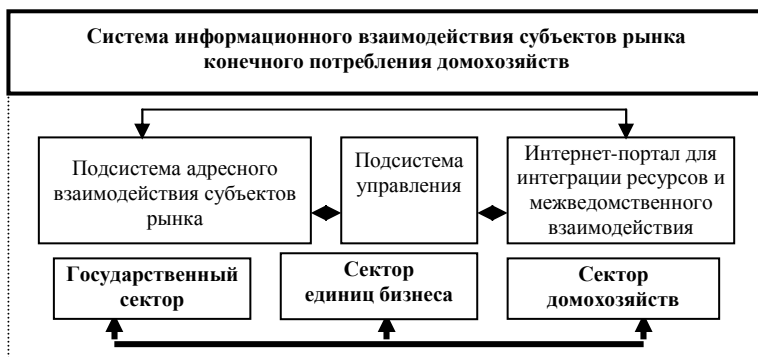 Система информационного взаимодействия субъектов рынка
конечного потребления домохозяйств
Подсистема адресного
взаимодействия субъектов
рынка
Подсистема
управления
Интернет-портал для
интеграции ресурсов и
межведомственного
взаимодействия
Государственный
сектор
Сектор
единиц бизнеса
Сектор
домохозяйств